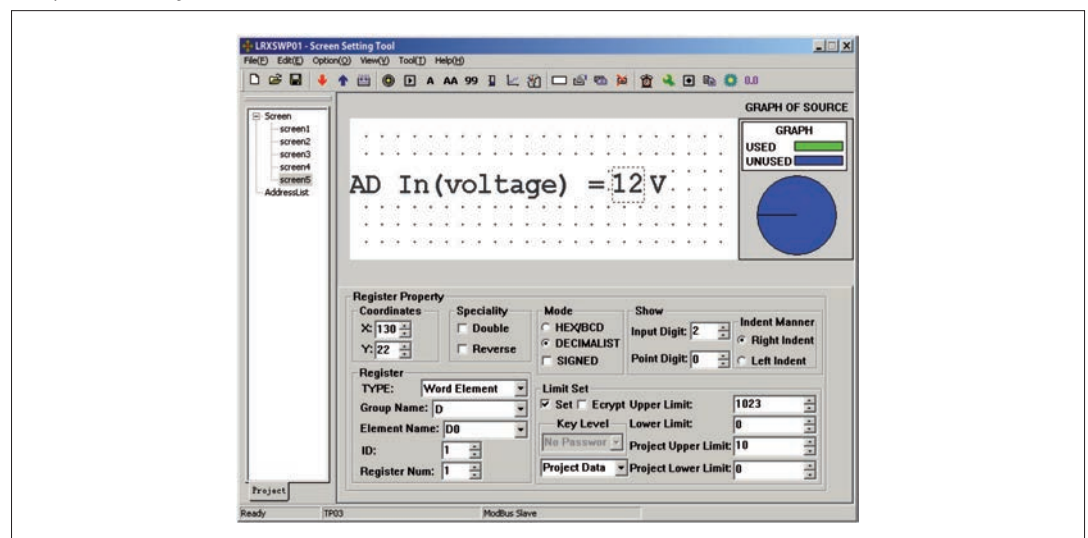 LRXSWP01 - Screen Setting Tool
File(F) Edit(E) Option(O) View(V) Tool(T) Help(H)
A AA 99 0.0
Screen
screen1
screen2
screen3
screen4
screen5
AddressList
Project
GRAPH OF SOURCE
GRAPH
USED
UNUSED
AD In(voltage) =12V
Register Property
Coordinates
X: 130
Y: 22
Speciality
Double
Reverse
Mode
HEX/BCD
DECIMALIST
SIGNED
Show
Input Digit: 2
Point Digit: 0
Indent Manner
Right Indent
Left Indent
Register
TYPE: Word Element
Group Name: D
Element Name: D0
ID: 1
Register Num: 1
Limit Set
Set Ecrypt Upper Limit: 1023
Key Level Lower Limit: 0
No Passwor Project Upper Limit: 10
Project Data Project Lower Limit: 0
Ready TP03 ModBus Slave